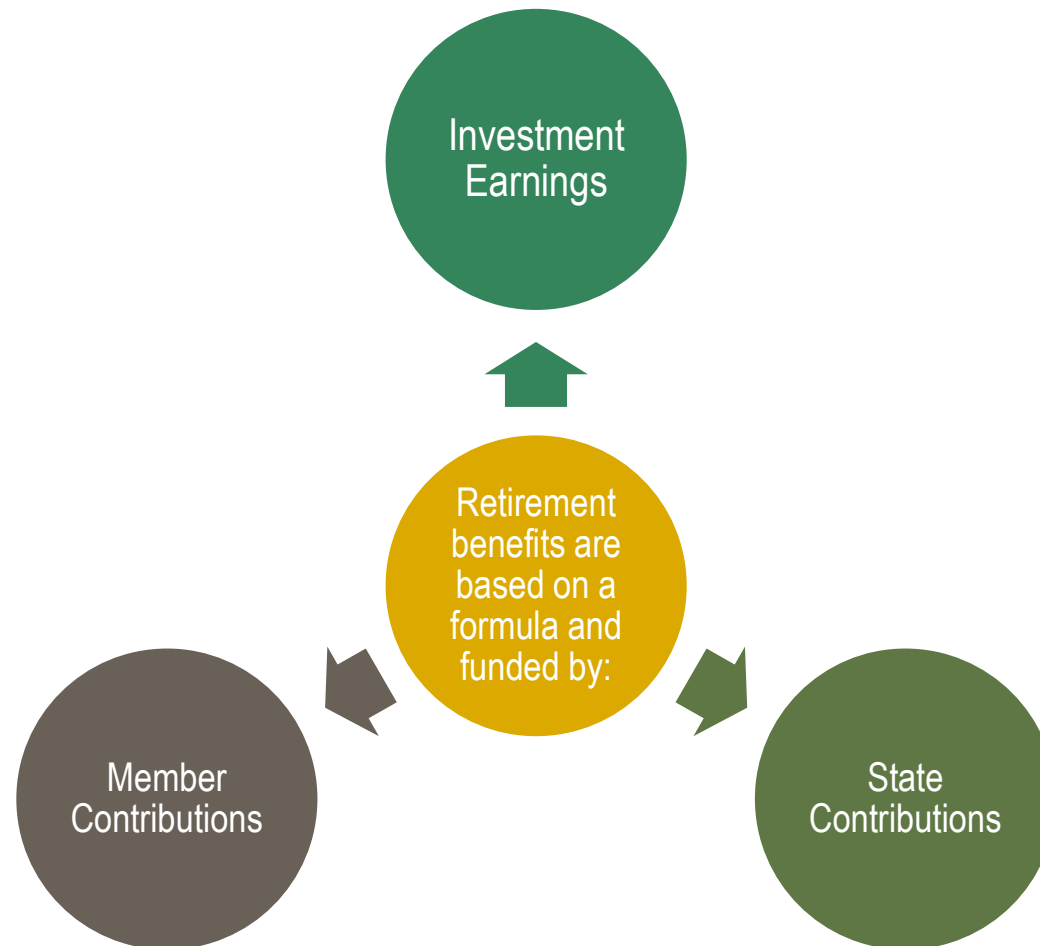 Investment
Earnings
Retirement
benefits are
based on a
formula and
funded by:
Member
Contributions
State
Contributions